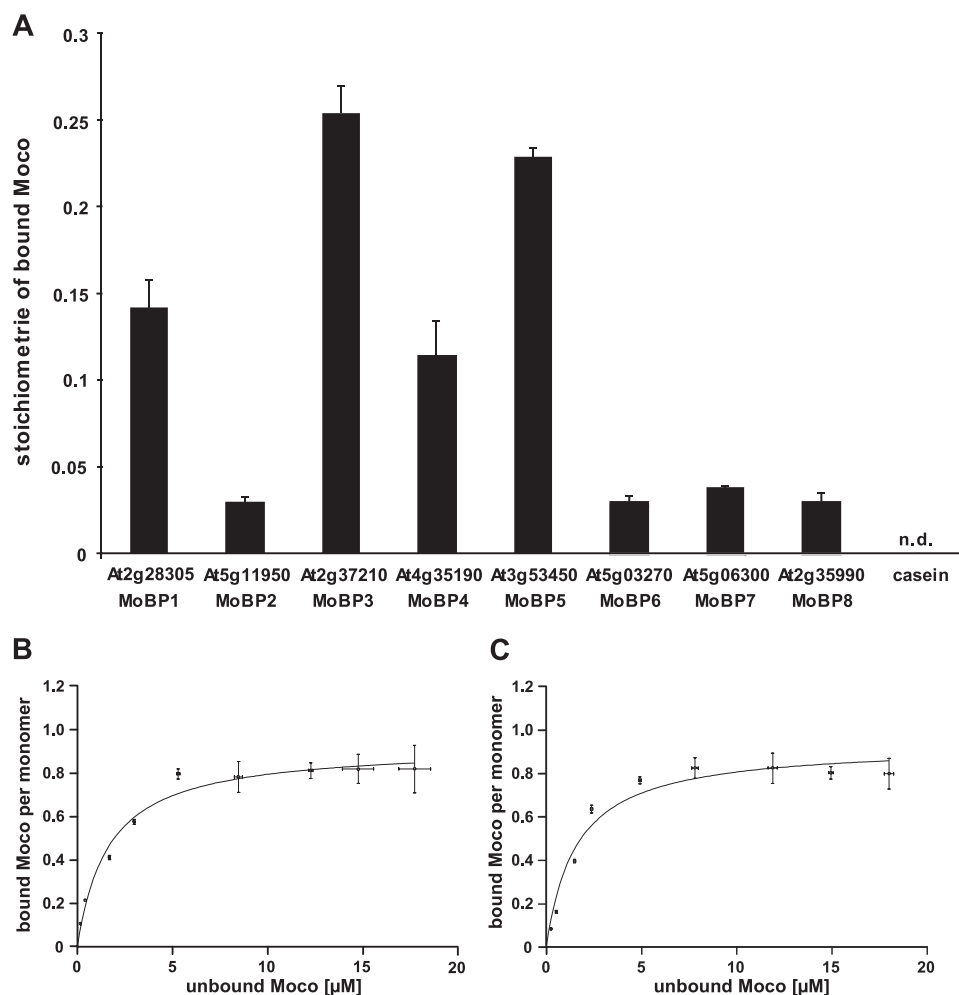 A
stoichiometrie of bound Moco
0.3
0.25
0.2
0.15
0.1
0.05
0
n.d.
At2g28305 At5g11950 At2g37210 At4g35190 At3g53450 At5g03270 At5g06300 At2g35990 casein
MoBP1 MoBP2 MoBP3 MoBP4 MoBP5 MoBP6 MoBP7 MoBP8
B
bound Moco per monomer
1.2
1.0
0.8
0.6
0.4
0.2
0
0 5 10 15 20
unbound Moco [µM]
C
bound Moco per monomer
1.2
1.0
0.8
0.6
0.4
0.2
0
0 5 10 15 20
unbound Moco [µM]